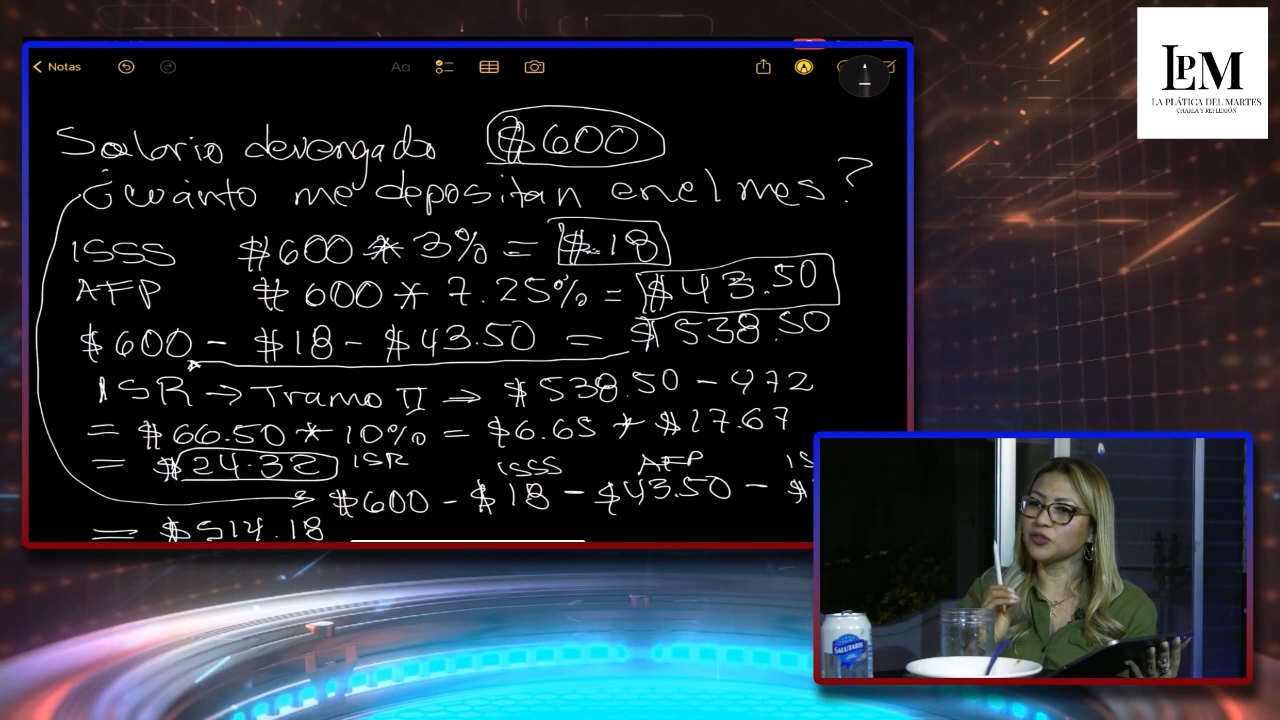 Notas
Aa
LPM
LA PLÁTICA DEL MARTES
CHARLA Y REFLEXIÓN
Salario devengado $600
¿Cuánto me depositan en el mes?
ISSS $600 * 3% = $18
AFP $600 * 7.25% = $43.50
$600 - $18 - $43.50 = $538.50
ISR → Tramo II → $538.50 - 472
= $66.50 * 10% = $6.65 + $17.67
= $24.32 ISR
ISSS AFP IS
$600 - $18 - $43.50 - $
= $514.18
SALUTARIS